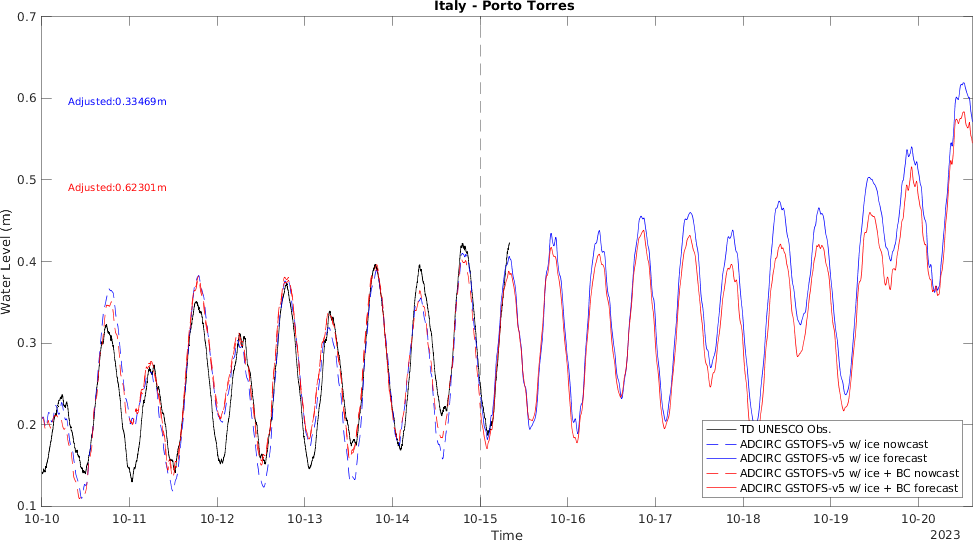 Italy - Porto Torres
0.7
0.6
0.5
0.4
0.3
0.2
0.1
Water Level (m)
Adjusted:0.33469m
Adjusted:0.62301m
TD UNESCO Obs.
ADCIRC GSTOFS-v5 w/ ice nowcast
ADCIRC GSTOFS-v5 w/ ice forecast
ADCIRC GSTOFS-v5 w/ ice + BC nowcast
ADCIRC GSTOFS-v5 w/ ice + BC forecast
10-10 10-11 10-12 10-13 10-14 10-15 10-16 10-17 10-18 10-19 10-20
Time
2023